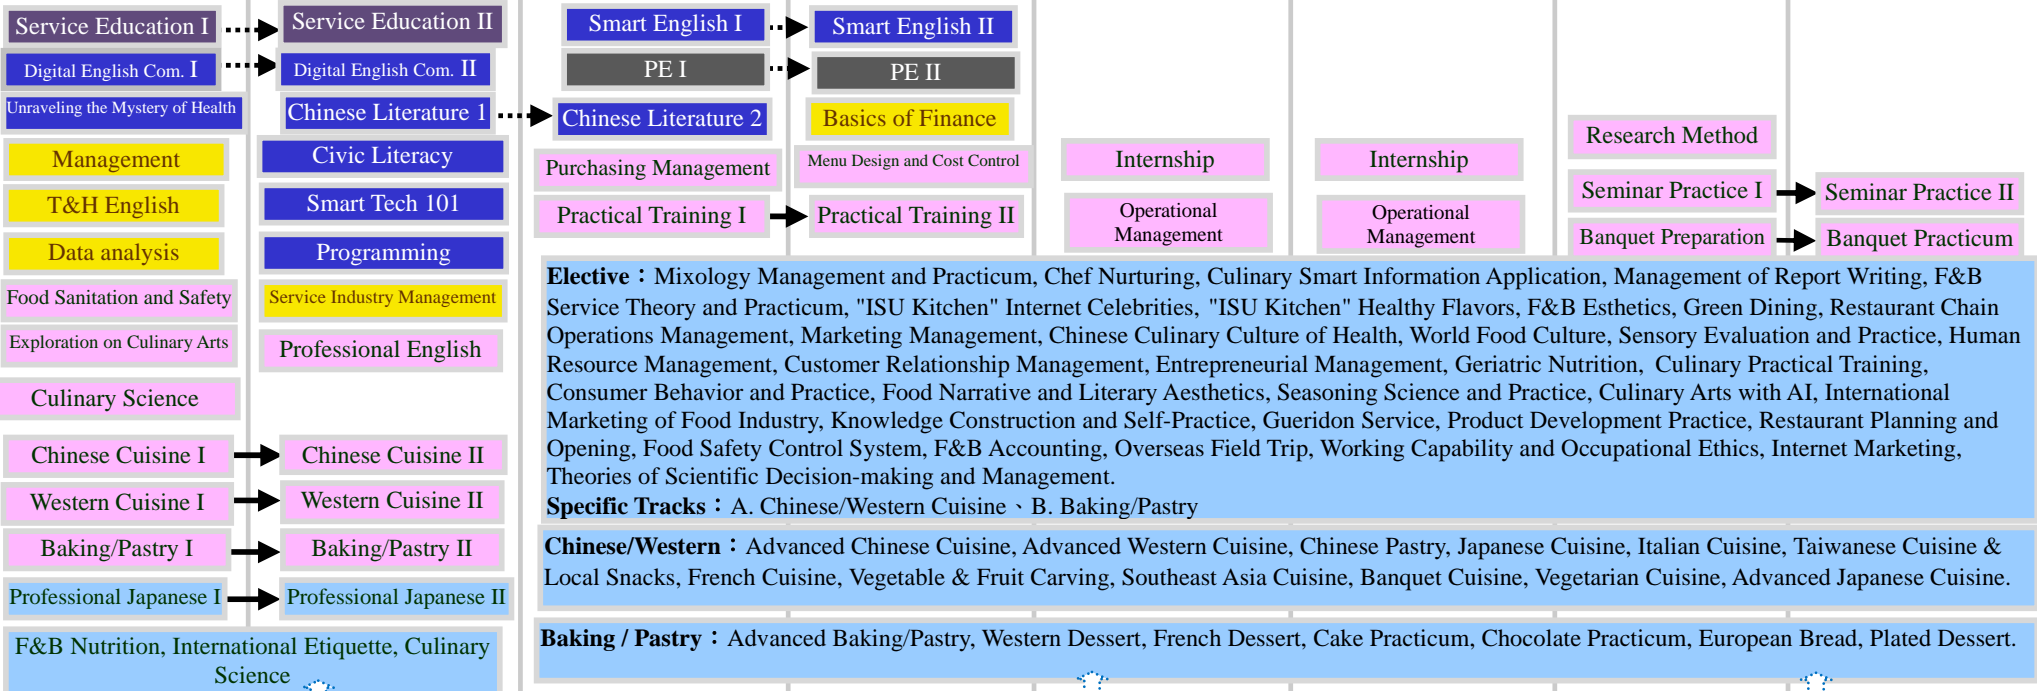 Service Education I
Digital English Com. I
Unraveling the Mystery of Health
Management
T&H English
Data analysis
Food Sanitation and Safety
Exploration on Culinary Arts
Culinary Science
Chinese Cuisine I
Western Cuisine I
Baking/Pastry I
Professional Japanese I
Service Education II
Digital English Com. II
Chinese Literature 1
Civic Literacy
Smart Tech 101
Programming
Service Industry Management
Professional English
Chinese Cuisine II
Western Cuisine II
Baking/Pastry II
Professional Japanese II
F&B Nutrition, International Etiquette, Culinary
Science
Smart English I
PE I
Chinese Literature 2
Purchasing Management
Practical Training I
Smart English II
PE II
Basics of Finance
Menu Design and Cost Control
Practical Training II
Internship
Operational
Management
Internship
Operational
Management
Research Method
Seminar Practice I
Banquet Preparation
Seminar Practice II
Banquet Practicum
Elective：Mixology Management and Practicum, Chef Nurturing, Culinary Smart Information Application, Management of Report Writing, F&B
Service Theory and Practicum, "ISU Kitchen" Internet Celebrities, "ISU Kitchen" Healthy Flavors, F&B Esthetics, Green Dining, Restaurant Chain
Operations Management, Marketing Management, Chinese Culinary Culture of Health, World Food Culture, Sensory Evaluation and Practice, Human
Resource Management, Customer Relationship Management, Entrepreneurial Management, Geriatric Nutrition, Culinary Practical Training,
Consumer Behavior and Practice, Food Narrative and Literary Aesthetics, Seasoning Science and Practice, Culinary Arts with AI, International
Marketing of Food Industry, Knowledge Construction and Self-Practice, Gueridon Service, Product Development Practice, Restaurant Planning and
Opening, Food Safety Control System, F&B Accounting, Overseas Field Trip, Working Capability and Occupational Ethics, Internet Marketing,
Theories of Scientific Decision-making and Management.
Specific Tracks：A. Chinese/Western Cuisine、B. Baking/Pastry
Chinese/Western：Advanced Chinese Cuisine, Advanced Western Cuisine, Chinese Pastry, Japanese Cuisine, Italian Cuisine, Taiwanese Cuisine &
Local Snacks, French Cuisine, Vegetable & Fruit Carving, Southeast Asia Cuisine, Banquet Cuisine, Vegetarian Cuisine, Advanced Japanese Cuisine.
Baking / Pastry：Advanced Baking/Pastry, Western Dessert, French Dessert, Cake Practicum, Chocolate Practicum, European Bread, Plated Dessert.